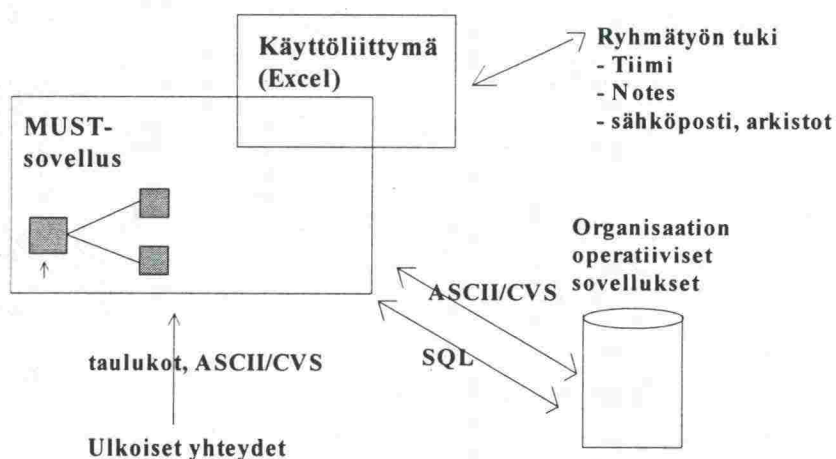 Käyttöliittymä
(Excel)
Ryhmätyön tuki
- Tiimi
- Notes
- sähköposti, arkistot
MUST-
sovellus
Organisaation
operatiiviset
sovellukset
ASCII/CVS
SQL
taulukot, ASCII/CVS
Ulkoiset yhteydet